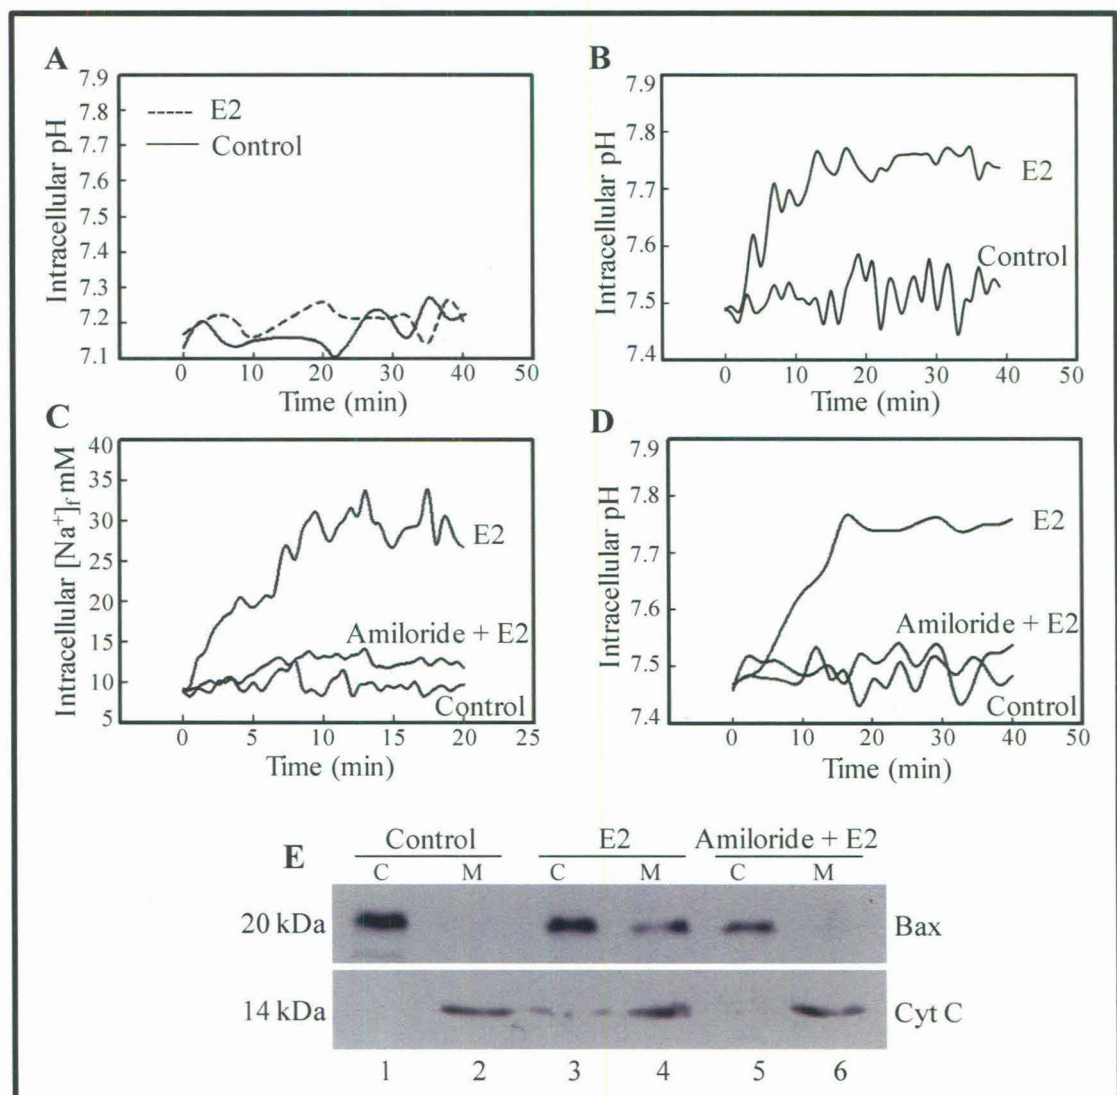 A
7.9
7.8
7.7
7.6
7.5
7.4
7.3
7.2
7.1
Intracellular pH
E2
Control
0 10 20 30 40 50
Time (min)
B
7.9
7.8
7.7
7.6
7.5
7.4
Intracellular pH
E2
Control
0 10 20 30 40 50
Time (min)
C
40
35
30
25
20
15
10
5
Intracellular [Na⁺]f mM
E2
Amiloride + E2
Control
0 5 10 15 20 25
Time (min)
D
7.9
7.8
7.7
7.6
7.5
7.4
Intracellular pH
E2
Amiloride + E2
Control
0 10 20 30 40 50
Time (min)
E
Control E2 Amiloride + E2
C M C M C M
20 kDa Bax
14 kDa Cyt C
1 2 3 4 5 6